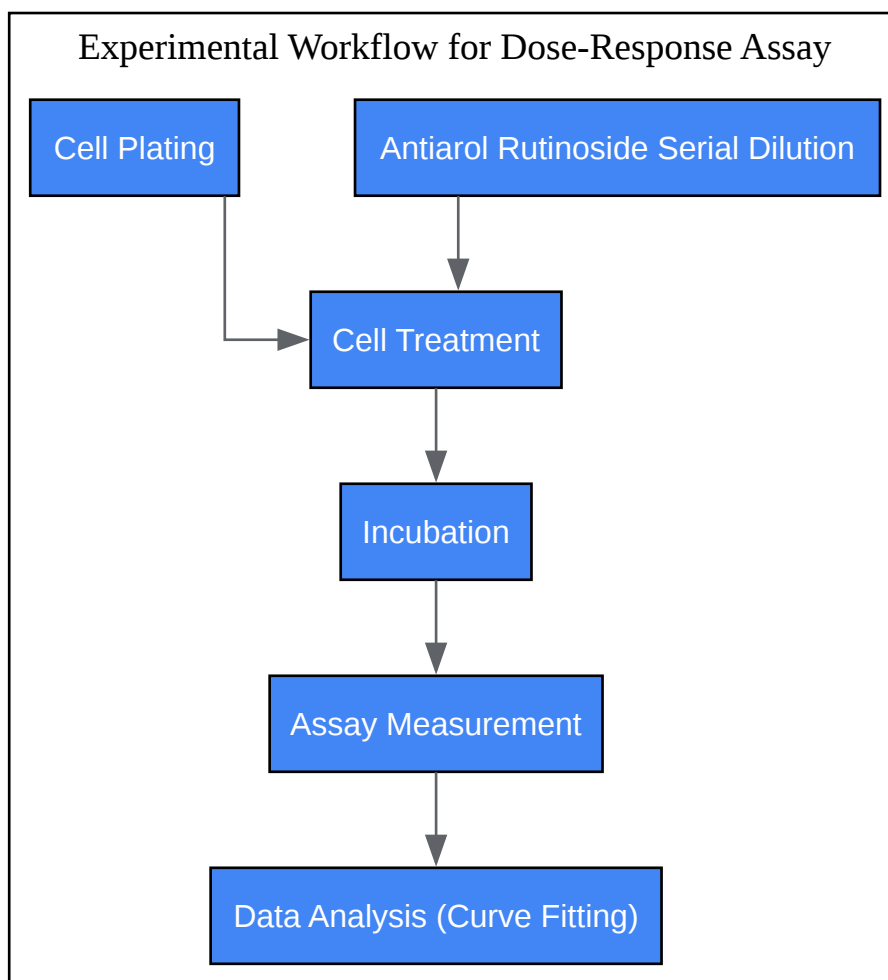 Experimental Workflow for Dose-Response Assay
Cell Plating
Antiarol Rutinoside Serial Dilution
Cell Treatment
Incubation
Assay Measurement
Data Analysis (Curve Fitting)